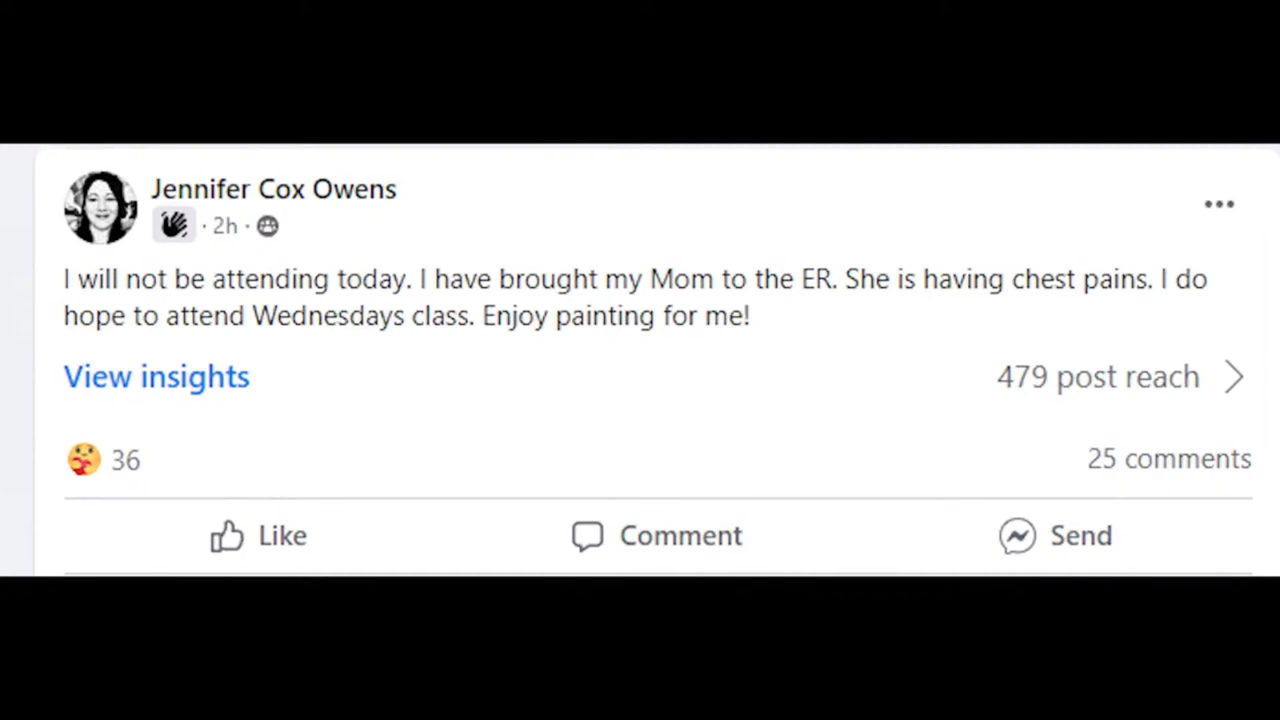 Jennifer Cox Owens
· 2h ·
I will not be attending today. I have brought my Mom to the ER. She is having chest pains. I do
hope to attend Wednesdays class. Enjoy painting for me!
View insights 479 post reach
36 25 comments
Like Comment Send